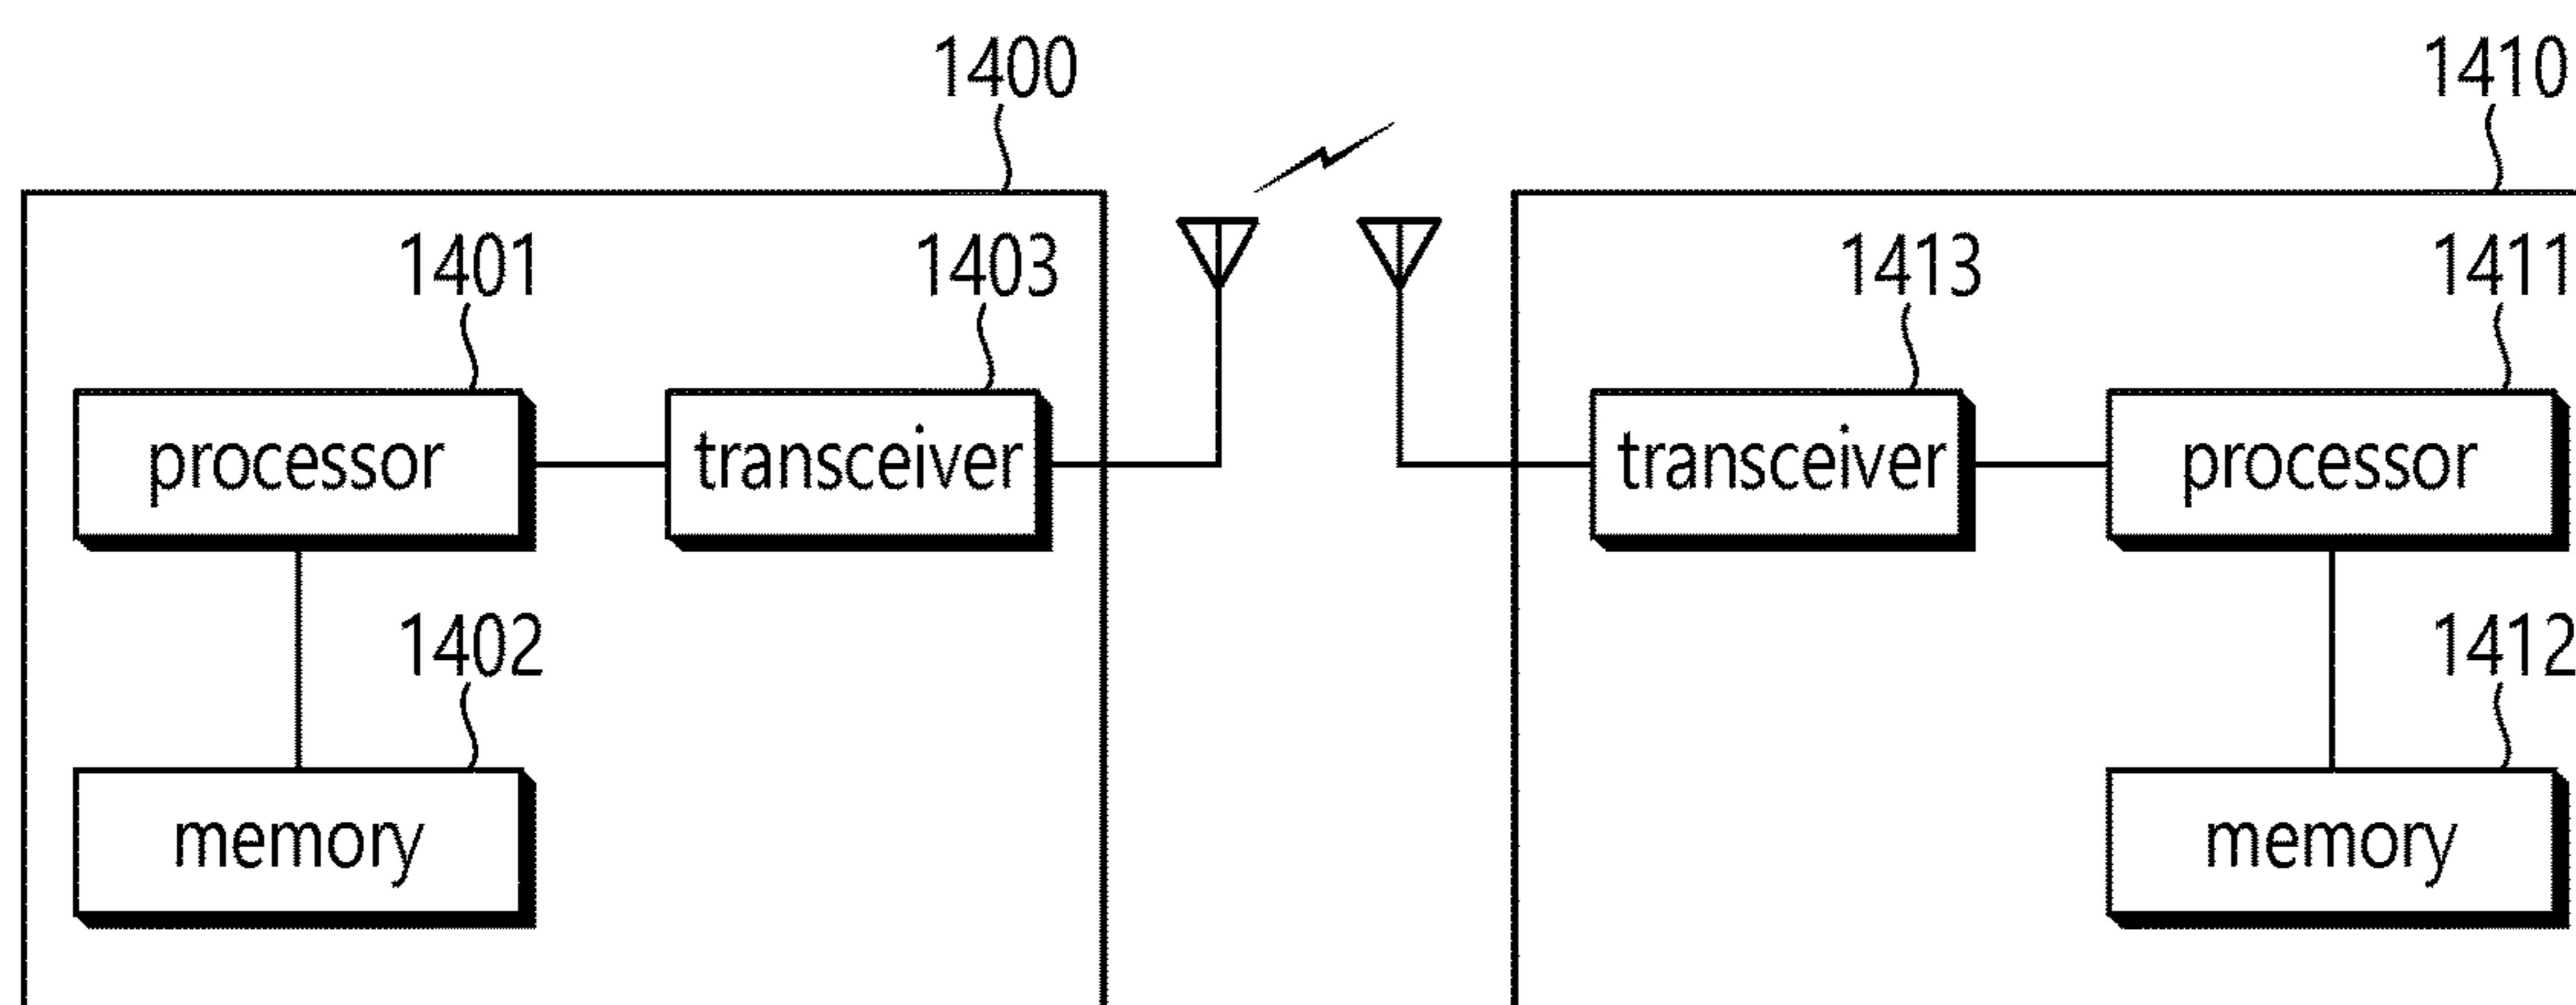 1400
1410
1401
1403
1413
1411
processor
transceiver
transceiver
processor
1402
1412
memory
memory